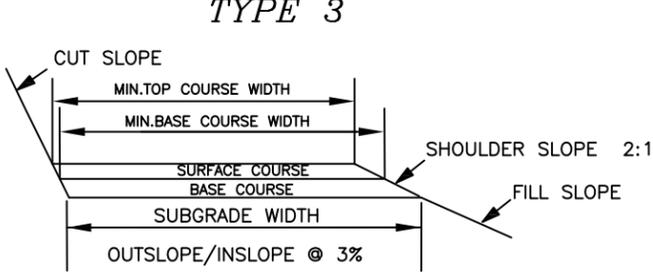 TYPE 3
CUT SLOPE
MIN.TOP COURSE WIDTH
MIN.BASE COURSE WIDTH
SHOULDER SLOPE 2:1
SURFACE COURSE
BASE COURSE
FILL SLOPE
SUBGRADE WIDTH
OUTSLOPE/INSLOPE @ 3%